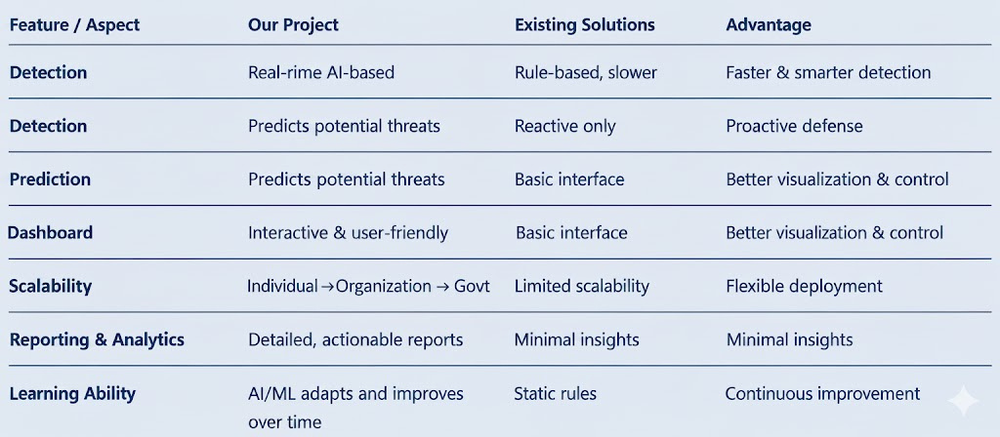 Feature / Aspect Our Project Existing Solutions Advantage
Detection Real-rime AI-based Rule-based, slower Faster & smarter detection
Detection Predicts potential threats Reactive only Proactive defense
Prediction Predicts potential threats Basic interface Better visualization & control
Dashboard Interactive & user-friendly Basic interface Better visualization & control
Scalability Individual → Organization → Govt Limited scalability Flexible deployment
Reporting & Analytics Detailed, actionable reports Minimal insights Minimal insights
Learning Ability AI/ML adapts and improves Static rules Continuous improvement
over time